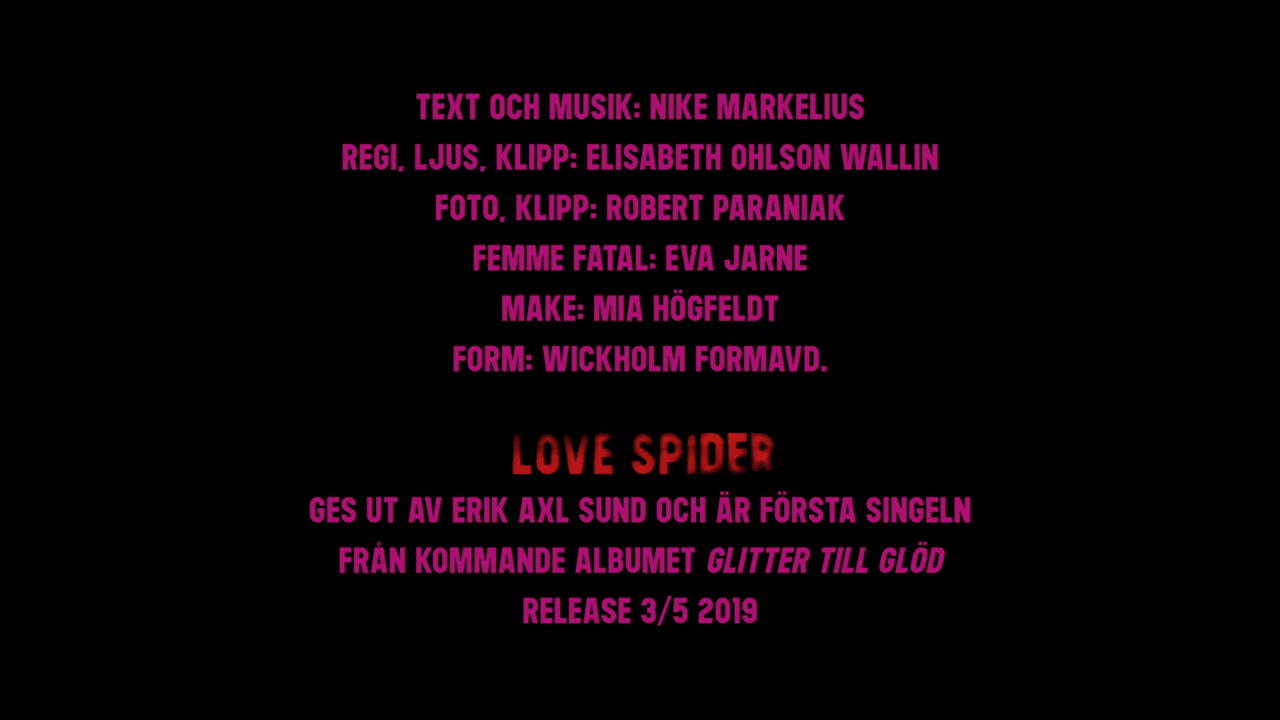 TEXT OCH MUSIK: NIKE MARKELIUS
REGI, LJUS, KLIPP: ELISABETH OHLSON WALLIN
FOTO, KLIPP: ROBERT PARANIAK
FEMME FATAL: EVA JARNE
MAKE: MIA HÖGFELDT
FORM: WICKHOLM FORMAVD.
LOVE SPIDER
GES UT AV ERIK AXL SUND OCH ÄR FÖRSTA SINGELN
FRÅN KOMMANDE ALBUMET GLITTER TILL GLÖD
RELEASE 3/5 2019